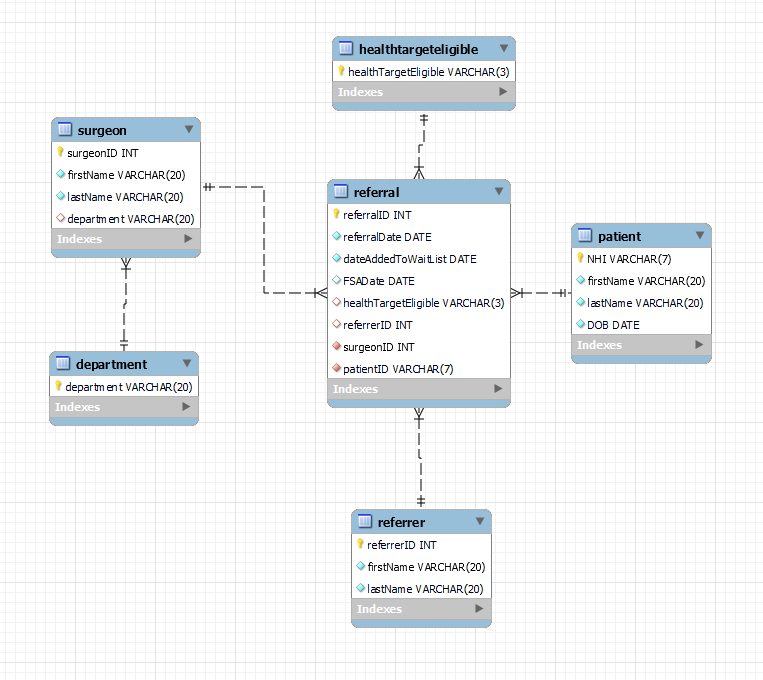 healthtargeteligible
healthTargetEligible VARCHAR(3)
Indexes
surgeon
surgeonID INT
firstName VARCHAR(20)
lastName VARCHAR(20)
department VARCHAR(20)
Indexes
referral
referralID INT
referralDate DATE
dateAddedToWaitList DATE
FSADate DATE
healthTargetEligible VARCHAR(3)
referrerID INT
surgeonID INT
patientID VARCHAR(7)
Indexes
patient
NHI VARCHAR(7)
firstName VARCHAR(20)
lastName VARCHAR(20)
DOB DATE
Indexes
department
department VARCHAR(20)
Indexes
referrer
referrerID INT
firstName VARCHAR(20)
lastName VARCHAR(20)
Indexes